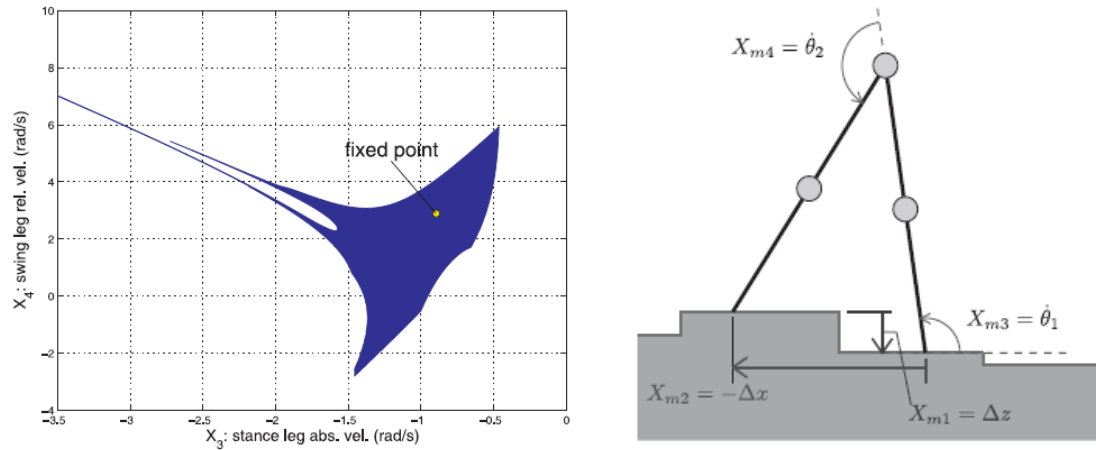 10
8
6
4
2
0
−2
−4
−3.5
−3
−2.5
−2
−1.5
−1
−0.5
0
X₄: swing leg rel. vel. (rad/s)
X₃: stance leg abs. vel. (rad/s)
fixed point
Xₘ₄ = θ̇₂
Xₘ₃ = θ̇₁
Xₘ₂ = −Δx
Xₘ₁ = Δz